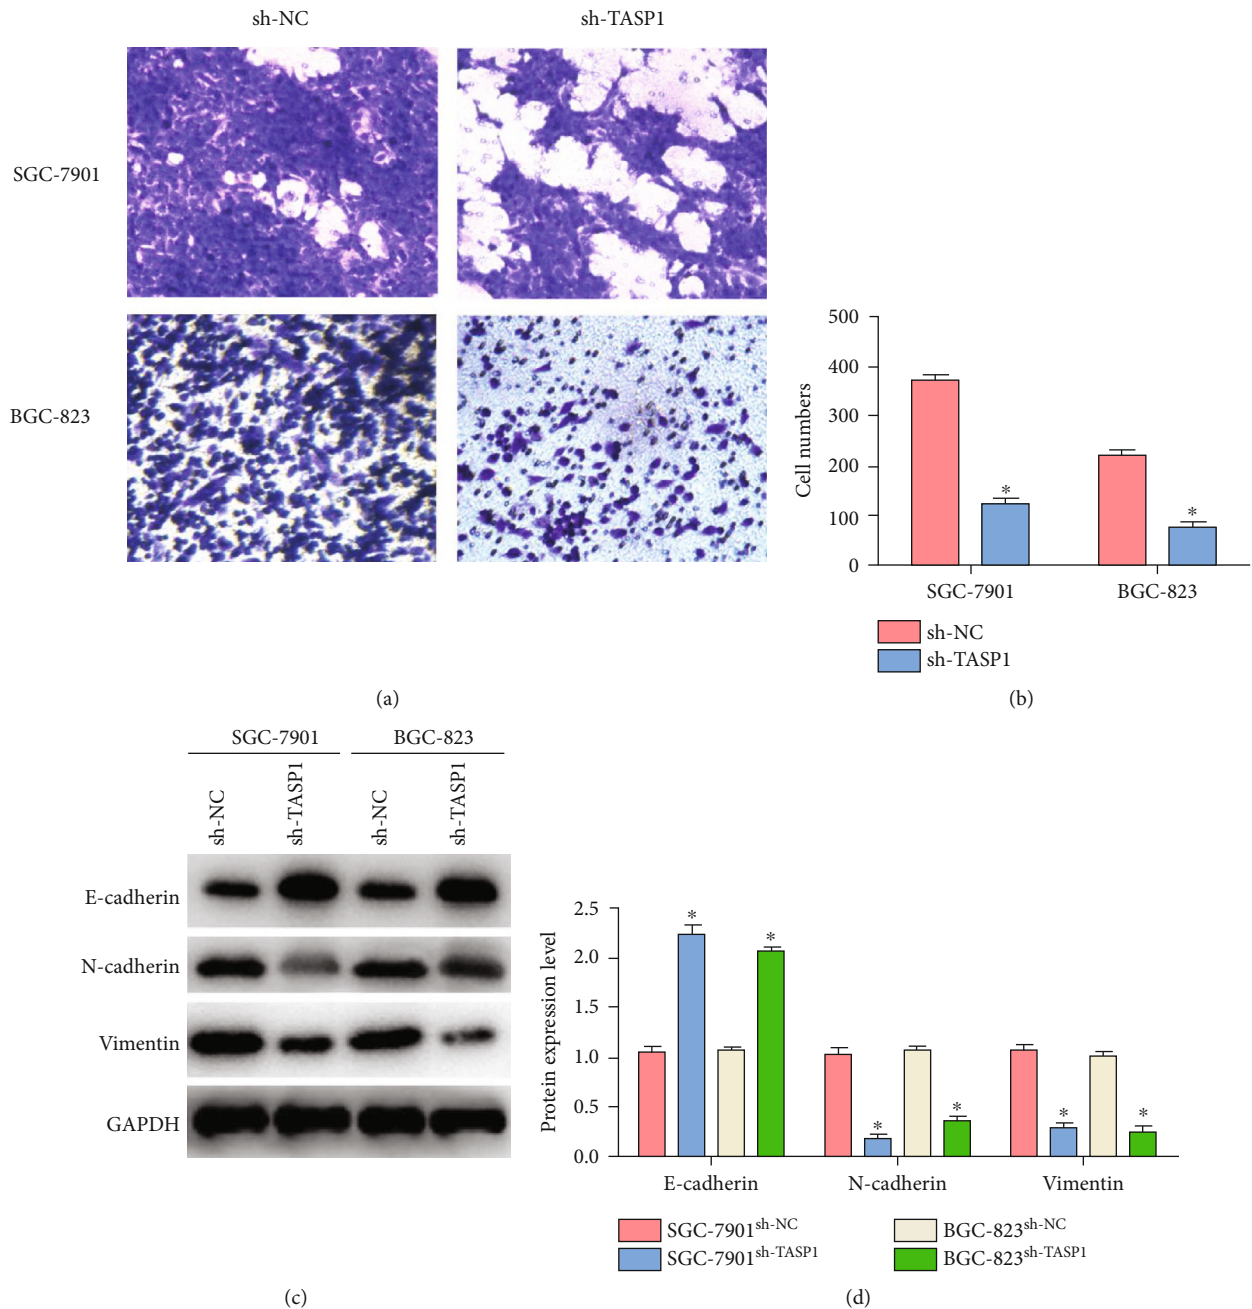 sh-NC sh-TASP1
SGC-7901
BGC-823
(a)
500
400
300
200
100
0
Cell numbers
*
*
SGC-7901 BGC-823
sh-NC
sh-TASP1
(b)
SGC-7901 BGC-823
sh-NC sh-TASP1 sh-NC sh-TASP1
E-cadherin
N-cadherin
Vimentin
GAPDH
(c)
2.5
2.0
1.5
1.0
0.5
0.0
Protein expression level
* *
* *
* *
E-cadherin N-cadherin Vimentin
SGC-7901sh-NC BGC-823sh-NC
SGC-7901sh-TASP1 BGC-823sh-TASP1
(d)